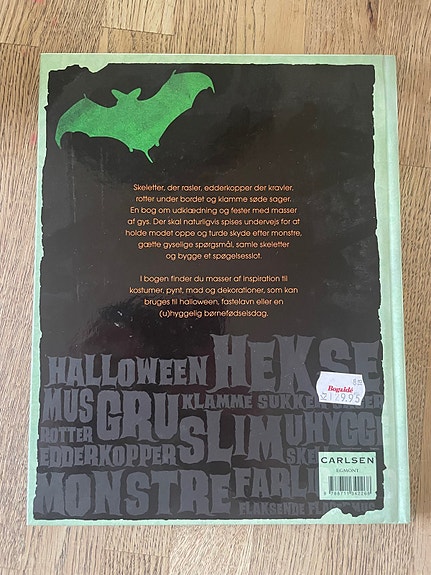 Skeletter, der rasler, edderkopper der kravler,
rotter under bordet og klamme søde sager.
En bog om udklædning og fester med masser
af gys. Der skal naturligvis spises undervejs for at
holde modet oppe og turde skyde efter monstre,
gætte gyselige spørgsmål, samle skeletter
og bygge et spøgelsesslot.
I bogen finder du masser af inspiration til
kostumer, pynt, mad og dekorationer, som kan
bruges til halloween, fastelavn eller en
(u)hyggelig børnefødselsdag.
HALLOWEEN HEKSE
MUS GRU KLAMME
ROTTER SLIM
EDDERKOPPER
MONSTRE
FLAKSENDE
Bogsidé
129.95
CARLSEN
EGMONT